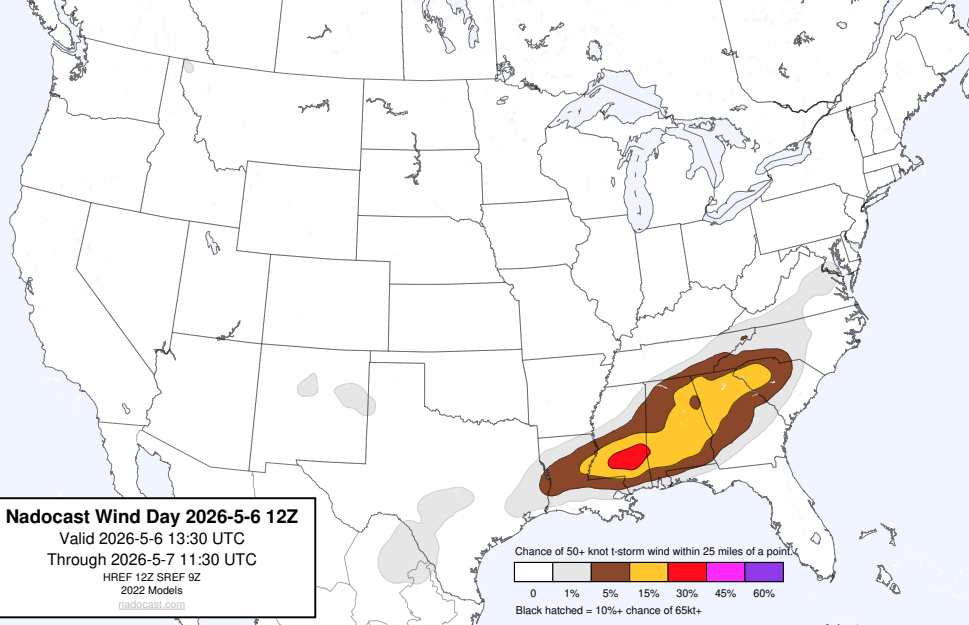 Nadocast Wind Day 2026-5-6 12Z
Valid 2026-5-6 13:30 UTC
Through 2026-5-7 11:30 UTC
HREF 12Z SREF 9Z
2022 Models
nadocast.com
Chance of 50+ knot t-storm wind within 25 miles of a point.
0 1% 5% 15% 30% 45% 60%
Black hatched = 10%+ chance of 65kt+